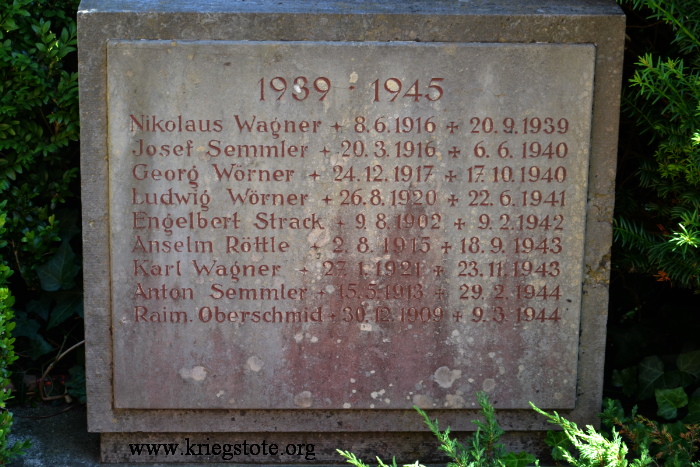 1939 - 1945
Nikolaus Wagner + 8.6.1916 + 20.9.1939
Josef Semmler + 20.3.1916 + 6.6.1940
Georg Wörner + 24.12.1917 + 17.10.1940
Ludwig Wörner + 26.8.1920 + 22.6.1941
Engelbert Strack + 9.8.1902 + 9.2.1942
Anselm Röttle + 2.8.1915 + 18.9.1943
Karl Wagner + 27.1.1921 + 23.11.1943
Anton Semmler + 15.5.1913 + 29.2.1944
Raim. Oberschmid + 30.12.1909 + 9.3.1944
www.kriegstote.org